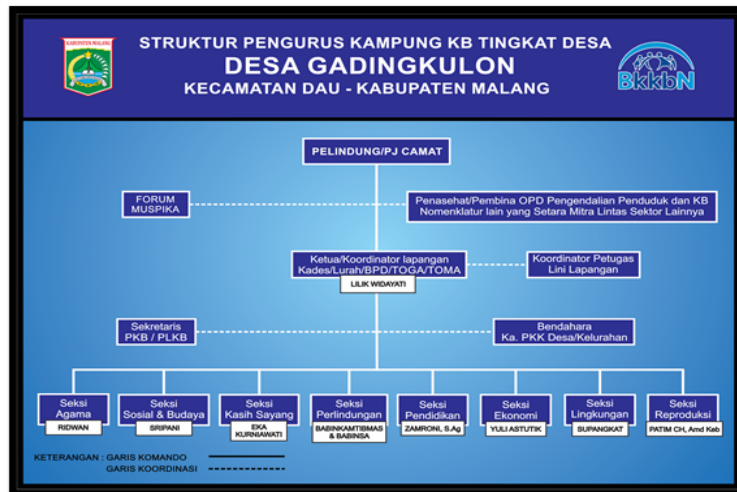 KABUPATEN MALANG
STRUKTUR PENGURUS KAMPUNG KB TINGKAT DESA
DESA GADINGKULON
KECAMATAN DAU - KABUPATEN MALANG
BkkbN
PELINDUNG/PJ CAMAT
FORUM
MUSPIKA
Penasehat/Pembina OPD Pengendalian Penduduk dan KB
Nomenklatur lain yang Setara Mitra Lintas Sektor Lainnya
Ketua/Koordinator lapangan
Kades/Lurah/BPD/TOGA/TOMA
LILIK WIDAYATI
Koordinator Petugas
Lini Lapangan
Sekretaris
PKB / PLKB
Bendahara
Ka. PKK Desa/Kelurahan
Seksi
Agama
RIDWAN
Seksi
Sosial & Budaya
SRIPANI
Seksi
Kasih Sayang
EKA
KURNIAWATI
Seksi
Perlindungan
BABINKAMTIBMAS
& BABINSA
Seksi
Pendidikan
ZAMRONI, S.Ag
Seksi
Ekonomi
YULI ASTUTIK
Seksi
Lingkungan
SUPANGKAT
Seksi
Reproduksi
PATIM CH, Amd Keb
KETERANGAN : GARIS KOMANDO
GARIS KOORDINASI